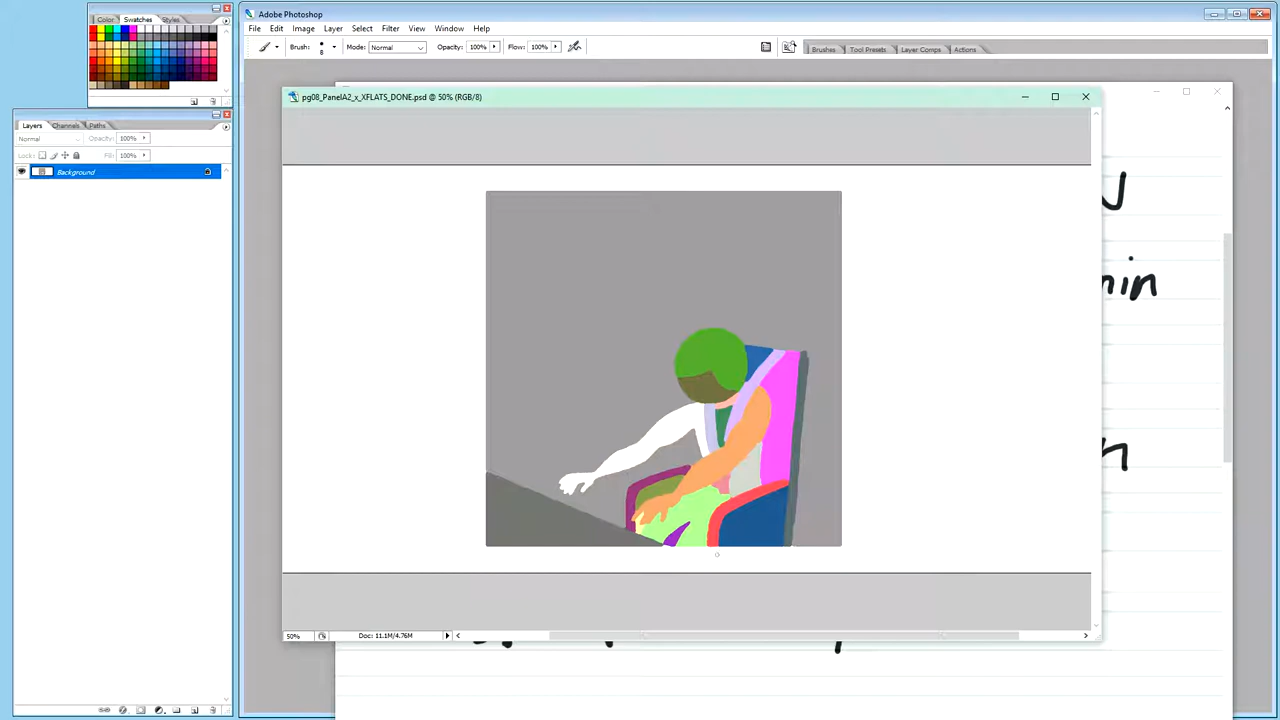 Color Swatches Styles
Adobe Photoshop
File Edit Image Layer Select Filter View Window Help
Brush: 8 Mode: Normal Opacity: 100% Flow: 100% Brushes Tool Presets Layer Comps Actions
pg08_PanelA2_x_XFLATS_DONE.psd @ 50% (RGB/8)
Layers Channels Paths
Normal Opacity: 100%
Lock: Fill: 100%
Background
50% Doc: 11.1M/4.76M